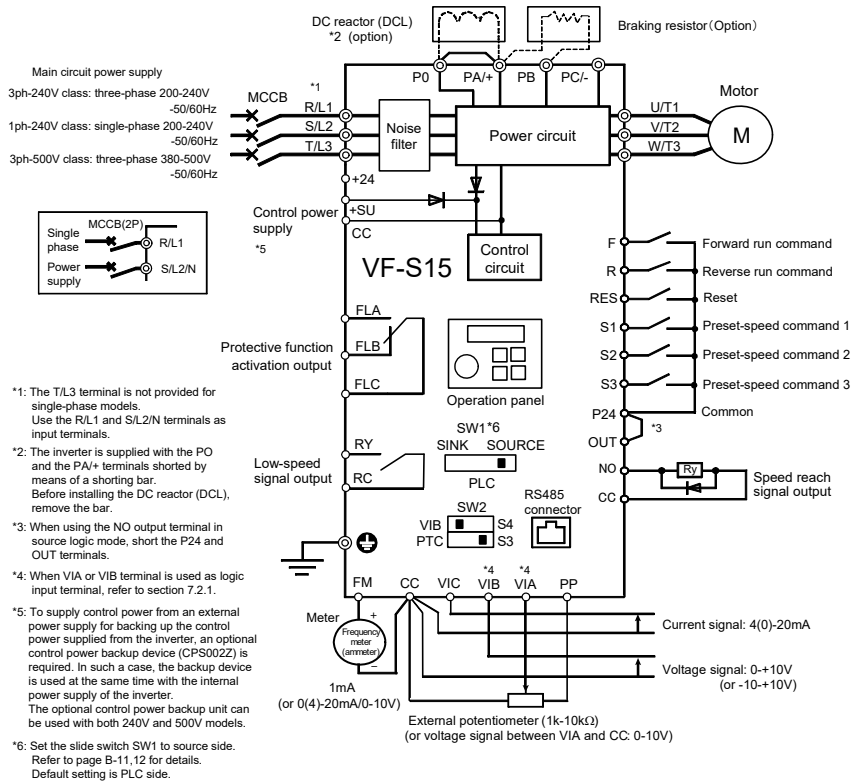 DC reactor (DCL)
*2 (option)
Braking resistor(Option)
Main circuit power supply
3ph-240V class: three-phase 200-240V
-50/60Hz
1ph-240V class: single-phase 200-240V
-50/60Hz
3ph-500V class: three-phase 380-500V
-50/60Hz
MCCB
*1
R/L1
S/L2
T/L3
P0
PA/+
PB
PC/-
Noise
filter
Power circuit
U/T1
V/T2
W/T3
Motor
M
+24
+SU
CC
Control power
supply
*5
Control
circuit
VF-S15
MCCB(2P)
Single
phase
Power
supply
R/L1
S/L2/N
FLA
FLB
FLC
Protective function
activation output
Operation panel
RY
RC
Low-speed
signal output
SW1*6
SINK SOURCE
PLC
SW2
VIB
PTC
S4
S3
RS485
connector
F
Forward run command
R
Reverse run command
RES
Reset
S1
Preset-speed command 1
S2
Preset-speed command 2
S3
Preset-speed command 3
P24
Common
*3
OUT
NO
Ry
CC
Speed reach
signal output
FM
CC
VIC
*4
VIB
*4
VIA
PP
Meter
+
Frequency
meter
(ammeter)
−
1mA
(or 0(4)-20mA/0-10V)
Current signal: 4(0)-20mA
Voltage signal: 0-+10V
(or -10-+10V)
External potentiometer (1k-10kΩ)
(or voltage signal between VIA and CC: 0-10V)
*1: The T/L3 terminal is not provided for
single-phase models.
Use the R/L1 and S/L2/N terminals as
input terminals.
*2: The inverter is supplied with the PO
and the PA/+ terminals shorted by
means of a shorting bar.
Before installing the DC reactor (DCL),
remove the bar.
*3: When using the NO output terminal in
source logic mode, short the P24 and
OUT terminals.
*4: When VIA or VIB terminal is used as logic
input terminal, refer to section 7.2.1.
*5: To supply control power from an external
power supply for backing up the control
power supplied from the inverter, an optional
control power backup device (CPS002Z) is
required. In such a case, the backup device
is used at the same time with the internal
power supply of the inverter.
The optional control power backup unit can
be used with both 240V and 500V models.
*6: Set the slide switch SW1 to source side.
Refer to page B-11,12 for details.
Default setting is PLC side.